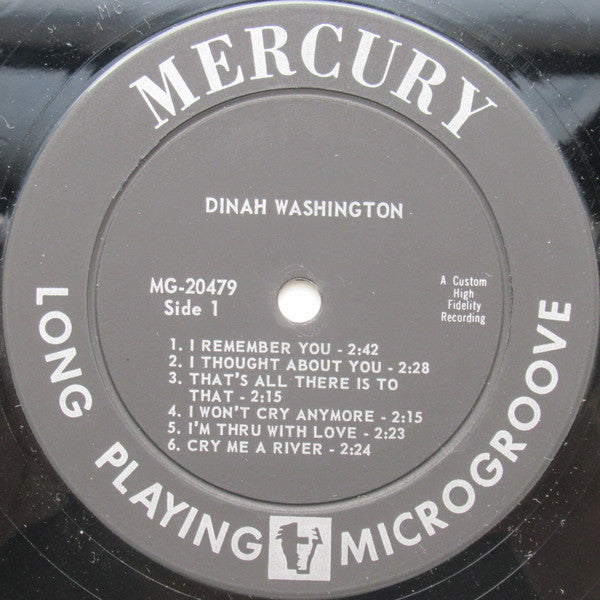 MERCURY
DINAH WASHINGTON
MG-20479
Side 1
A Custom
High
Fidelity
Recording
1. I REMEMBER YOU - 2:42
2. I THOUGHT ABOUT YOU - 2:28
3. THAT'S ALL THERE IS TO
THAT - 2:15
4. I WON'T CRY ANYMORE - 2:15
5. I'M THRU WITH LOVE - 2:23
6. CRY ME A RIVER - 2:24
LONG PLAYING MICROGROOVE